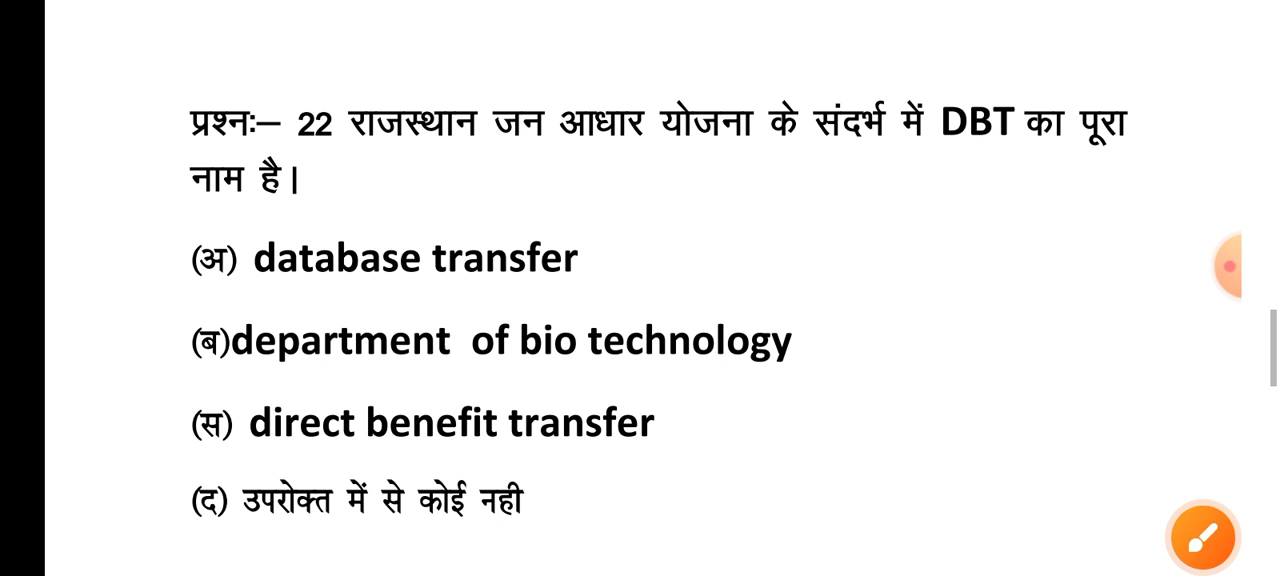 प्रश्नः– 22 राजस्थान जन आधार योजना के संदर्भ में DBT का पूरा
नाम है।
(अ) database transfer
(ब)department of bio technology
(स) direct benefit transfer
(द) उपरोक्त में से कोई नही